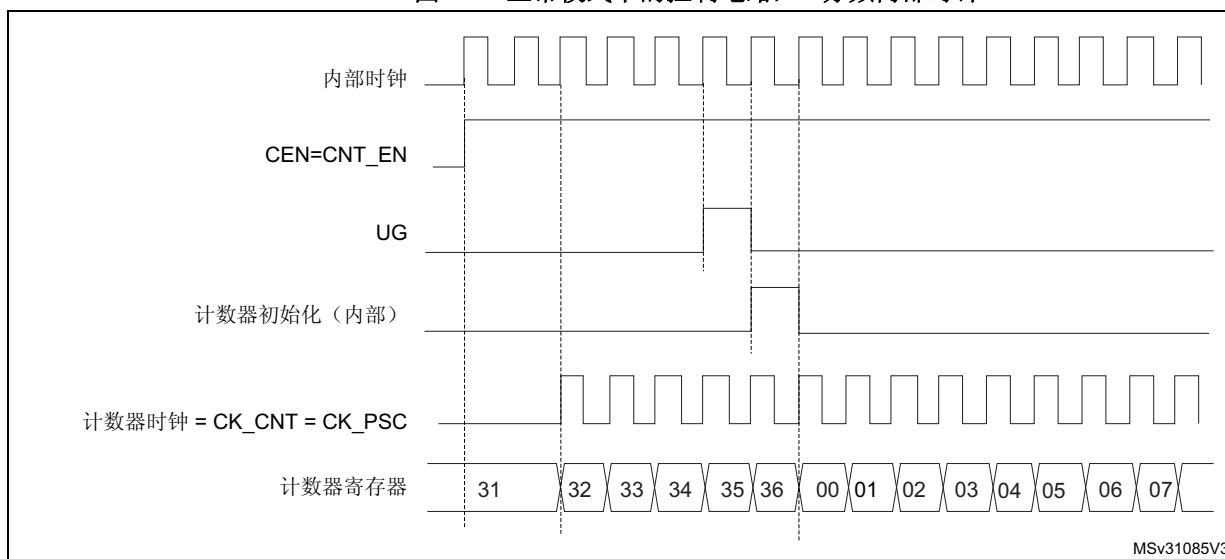 内部时钟
CEN=CNT_EN
UG
计数器初始化（内部）
计数器时钟 = CK_CNT = CK_PSC
计数器寄存器 31 32 33 34 35 36 00 01 02 03 04 05 06 07
MSv31085V3